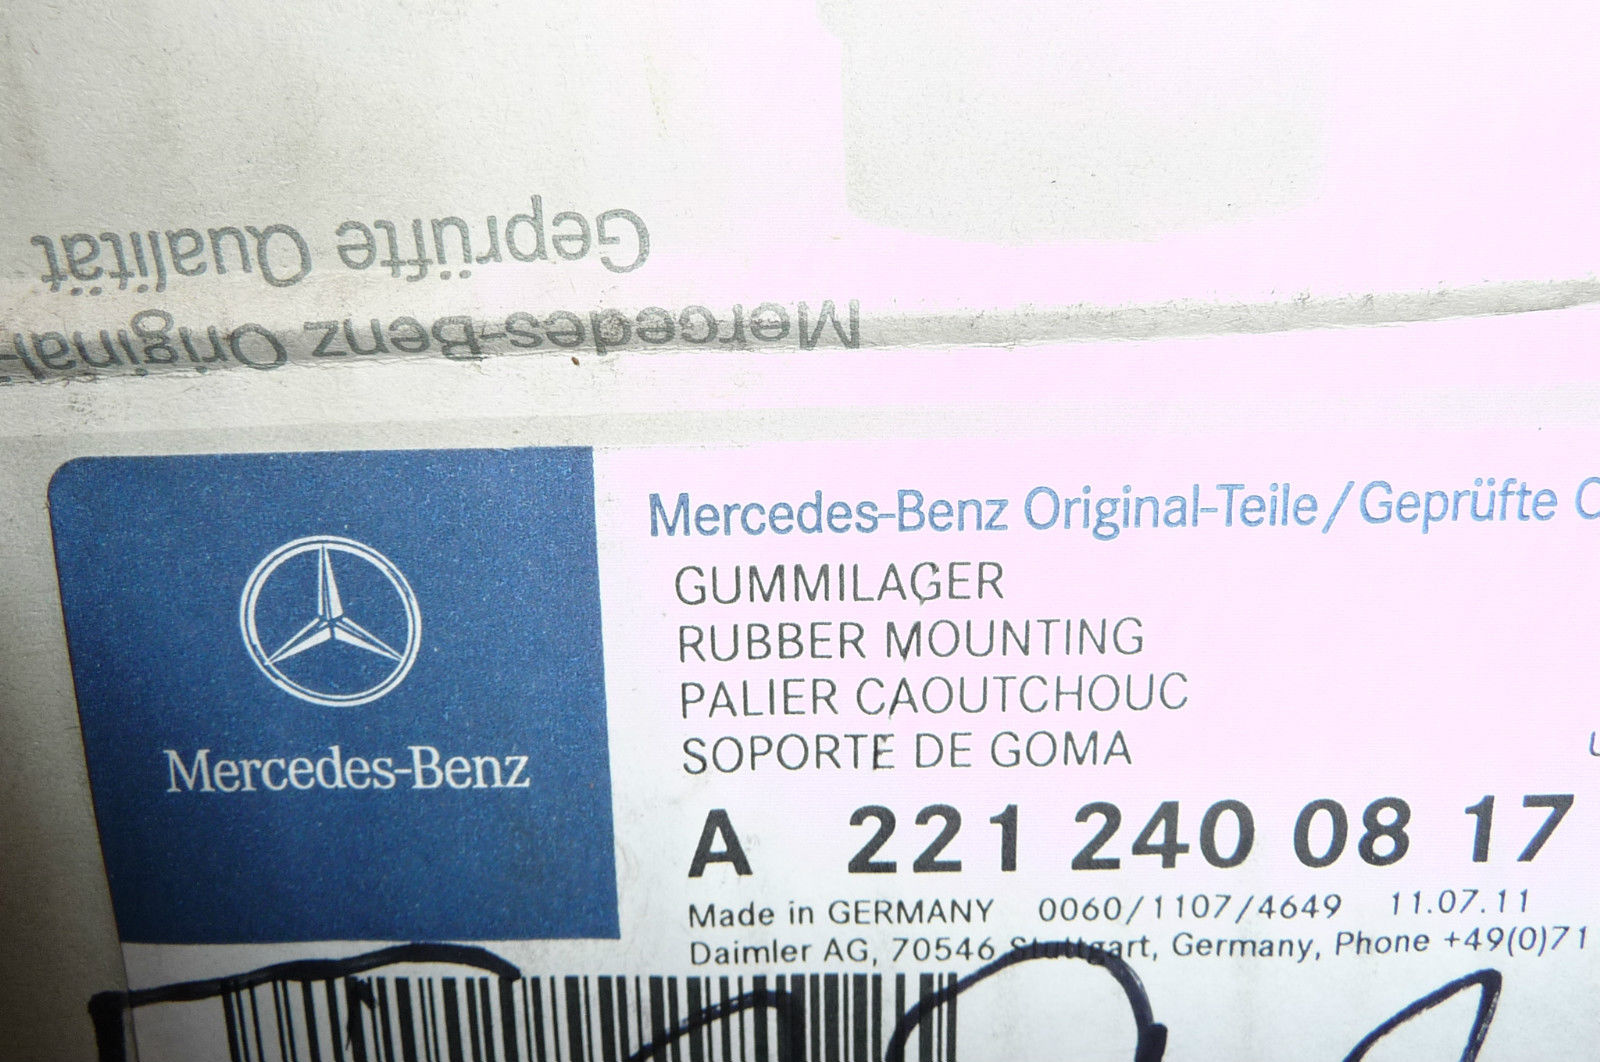 Geprüfte Qualität
Mercedes-Benz Original-
Mercedes-Benz
Mercedes-Benz Original-Teile/Geprüfte
GUMMILAGER
RUBBER MOUNTING
PALIER CAOUTCHOUC
SOPORTE DE GOMA
A 221 240 08 17
Made in GERMANY 0060/1107/4649 11.07.11
Daimler AG, 70546 Stuttgart, Germany, Phone +49(0)71